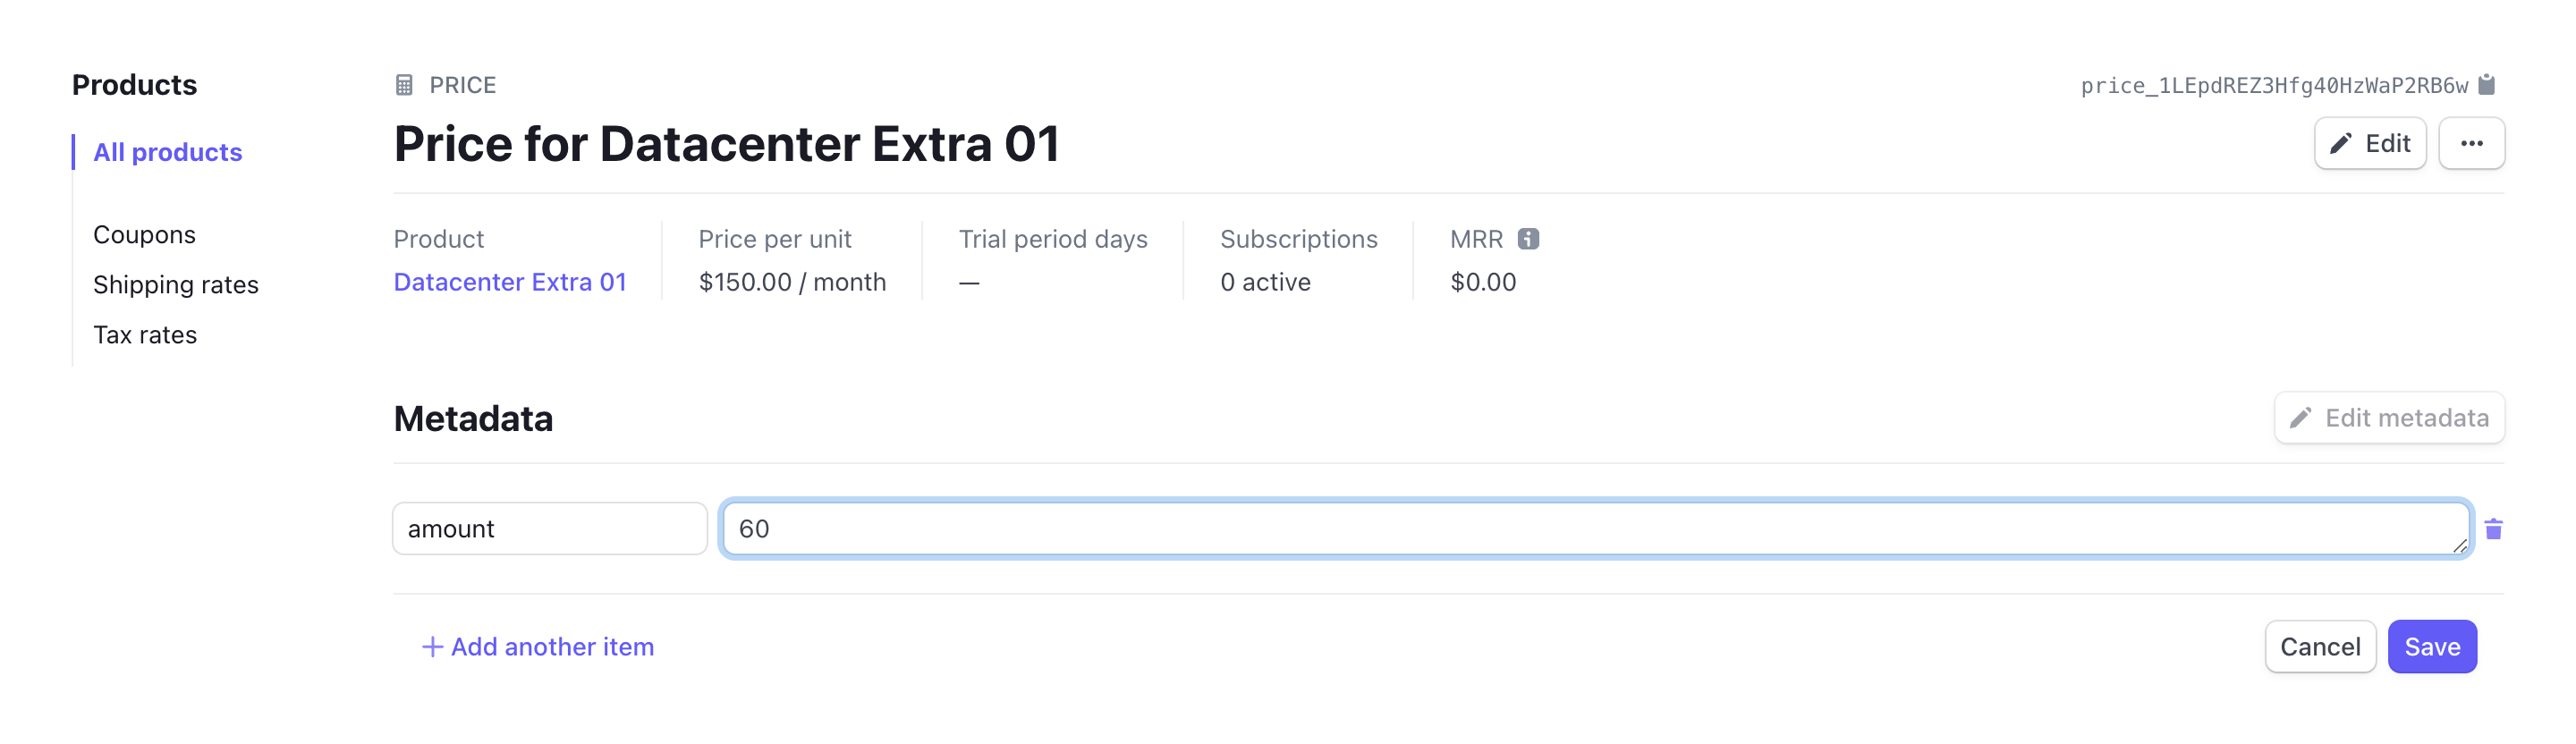 Products
All products
Coupons
Shipping rates
Tax rates
PRICE
price_1LEpdREZ3Hfg40HzWaP2RB6w
Price for Datacenter Extra 01
Edit
Product
Datacenter Extra 01
Price per unit
$150.00 / month
Trial period days
—
Subscriptions
0 active
MRR
$0.00
Metadata
Edit metadata
amount
60
Add another item
Cancel
Save